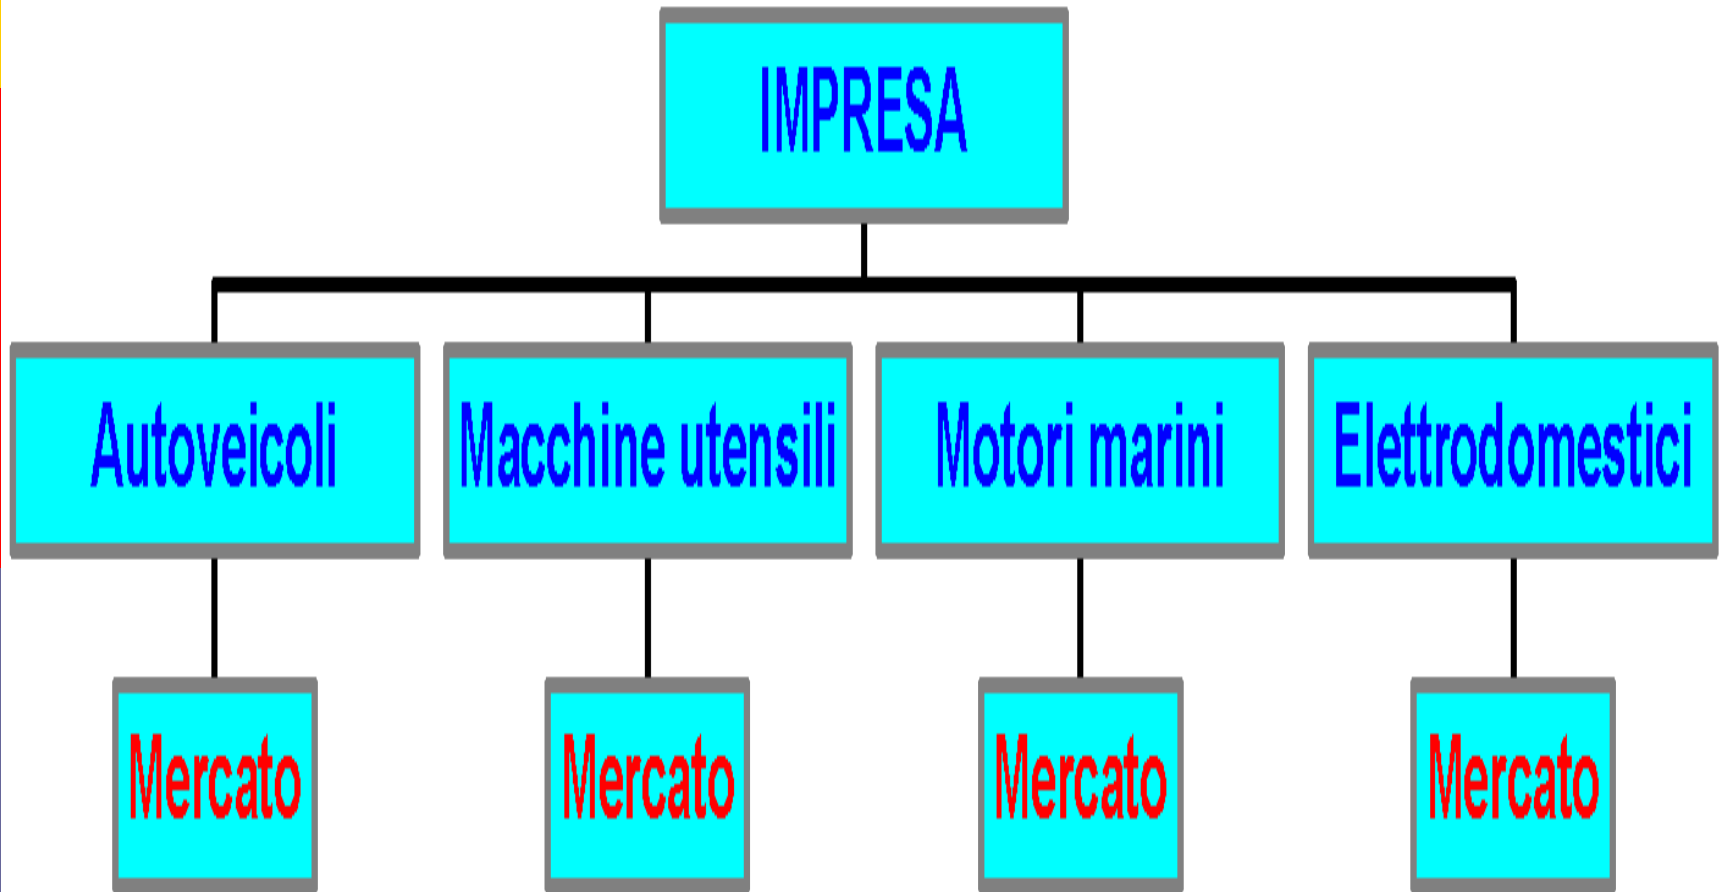 IMPRESA
Autoveicoli
Macchine utensili
Motori marini
Elettrodomestici
Mercato
Mercato
Mercato
Mercato